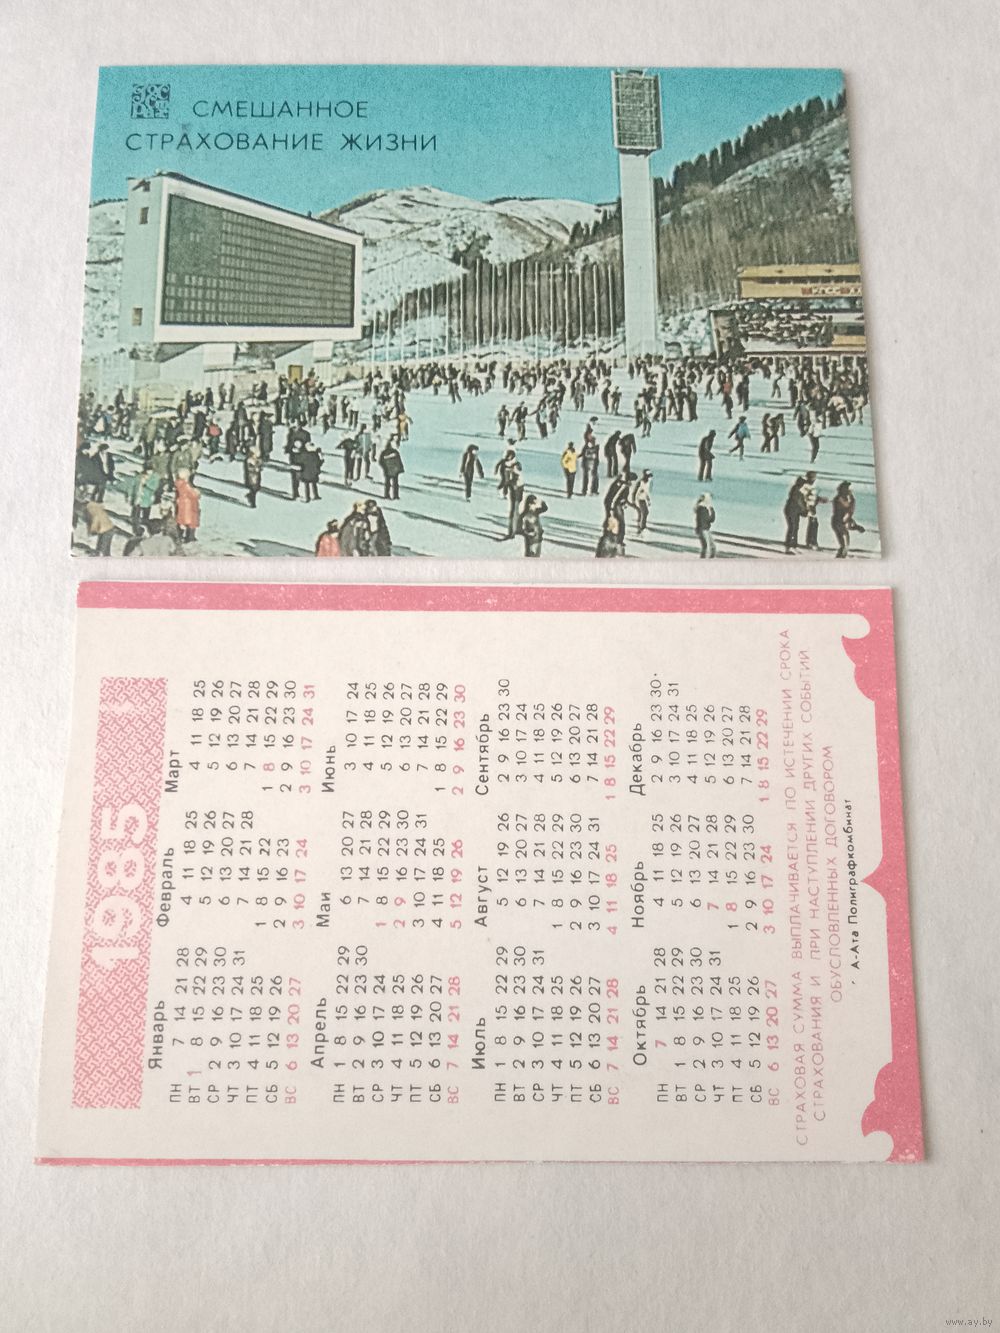 СМЕШАННОЕ
СТРАХОВАНИЕ ЖИЗНИ
КПСС
1985
Январь Февраль Март
ПН 7 14 21 28 4 11 18 25 4 11 18 25
ВТ 1 8 15 22 29 5 12 19 26 5 12 19 26
СР 2 9 16 23 30 6 13 20 27 6 13 20 27
ЧТ 3 10 17 24 31 7 14 21 28 7 14 21 28
ПТ 4 11 18 25 1 8 15 22 1 8 15 22 29
СБ 5 12 19 26 2 9 16 23 2 9 16 23 30
ВС 6 13 20 27 3 10 17 24 3 10 17 24 31
Апрель Май Июнь
ПН 1 8 15 22 29 6 13 20 27 3 10 17 24
ВТ 2 9 16 23 30 7 14 21 28 4 11 18 25
СР 3 10 17 24 1 8 15 22 29 5 12 19 26
ЧТ 4 11 18 25 2 9 16 23 30 6 13 20 27
ПТ 5 12 19 26 3 10 17 24 31 7 14 21 28
СБ 6 13 20 27 4 11 18 25 1 8 15 22 29
ВС 7 14 21 28 5 12 19 26 2 9 16 23 30
Июль Август Сентябрь
ПН 1 8 15 22 29 5 12 19 26 2 9 16 23 30
ВТ 2 9 16 23 30 6 13 20 27 3 10 17 24
СР 3 10 17 24 31 7 14 21 28 4 11 18 25
ЧТ 4 11 18 25 1 8 15 22 29 5 12 19 26
ПТ 5 12 19 26 2 9 16 23 30 6 13 20 27
СБ 6 13 20 27 3 10 17 24 31 7 14 21 28
ВС 7 14 21 28 4 11 18 25 1 8 15 22 29
Октябрь Ноябрь Декабрь
ПН 7 14 21 28 4 11 18 25 2 9 16 23 30
ВТ 1 8 15 22 29 5 12 19 26 3 10 17 24 31
СР 2 9 16 23 30 6 13 20 27 4 11 18 25
ЧТ 3 10 17 24 31 7 14 21 28 5 12 19 26
ПТ 4 11 18 25 1 8 15 22 29 6 13 20 27
СБ 5 12 19 26 2 9 16 23 30 7 14 21 28
ВС 6 13 20 27 3 10 17 24 1 8 15 22 29
СТРАХОВАЯ СУММА ВЫПЛАЧИВАЕТСЯ ПО ИСТЕЧЕНИИ СРОКА
СТРАХОВАНИЯ И ПРИ НАСТУПЛЕНИИ ДРУГИХ СОБЫТИЙ,
ОБУСЛОВЛЕННЫХ ДОГОВОРОМ
А-Ата Полиграфкомбинат
www.ay.by